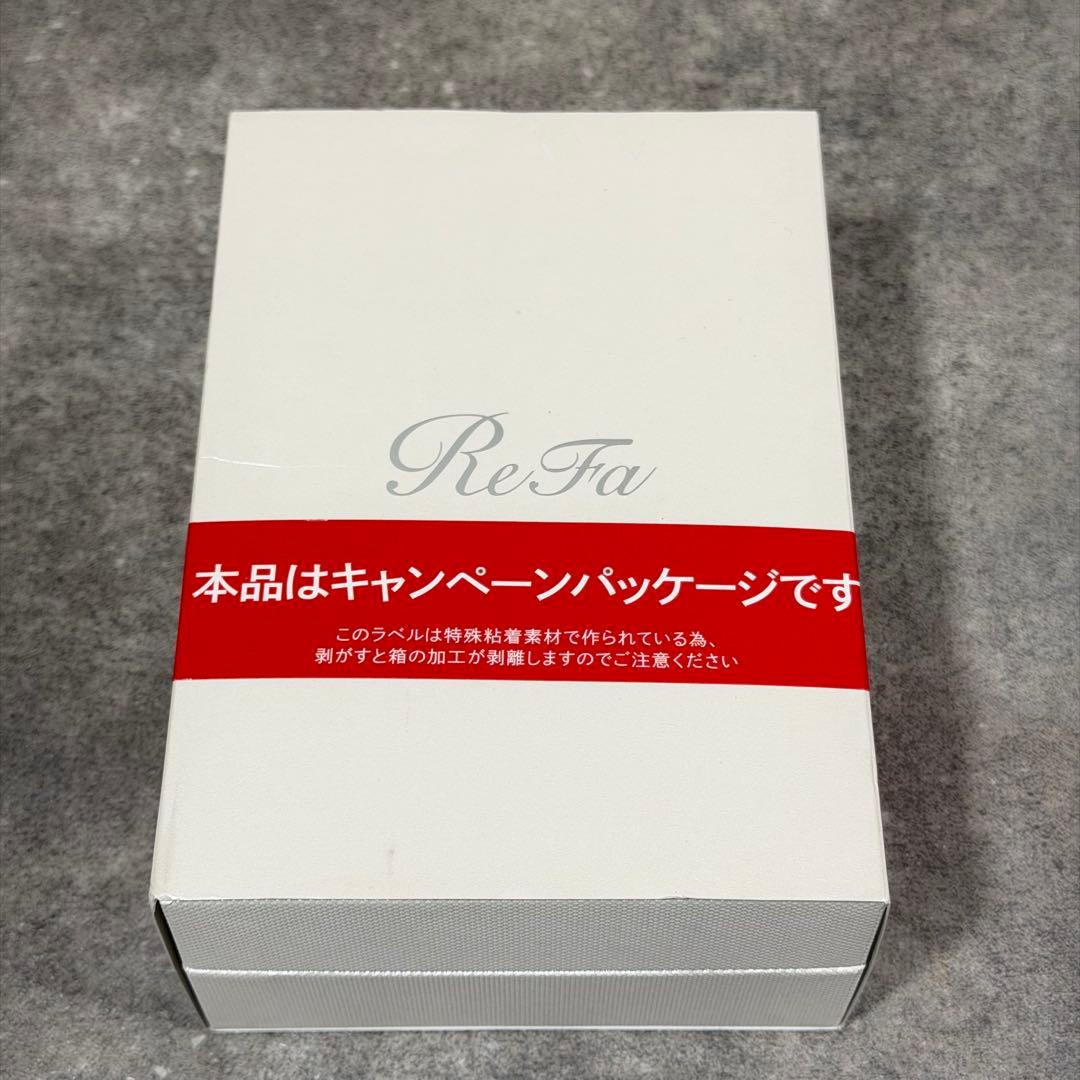 ReFa
本品はキャンペーンパッケージです
このラベルは特殊粘着素材で作られている為、
剥がすと箱の加工が剥離しますのでご注意ください